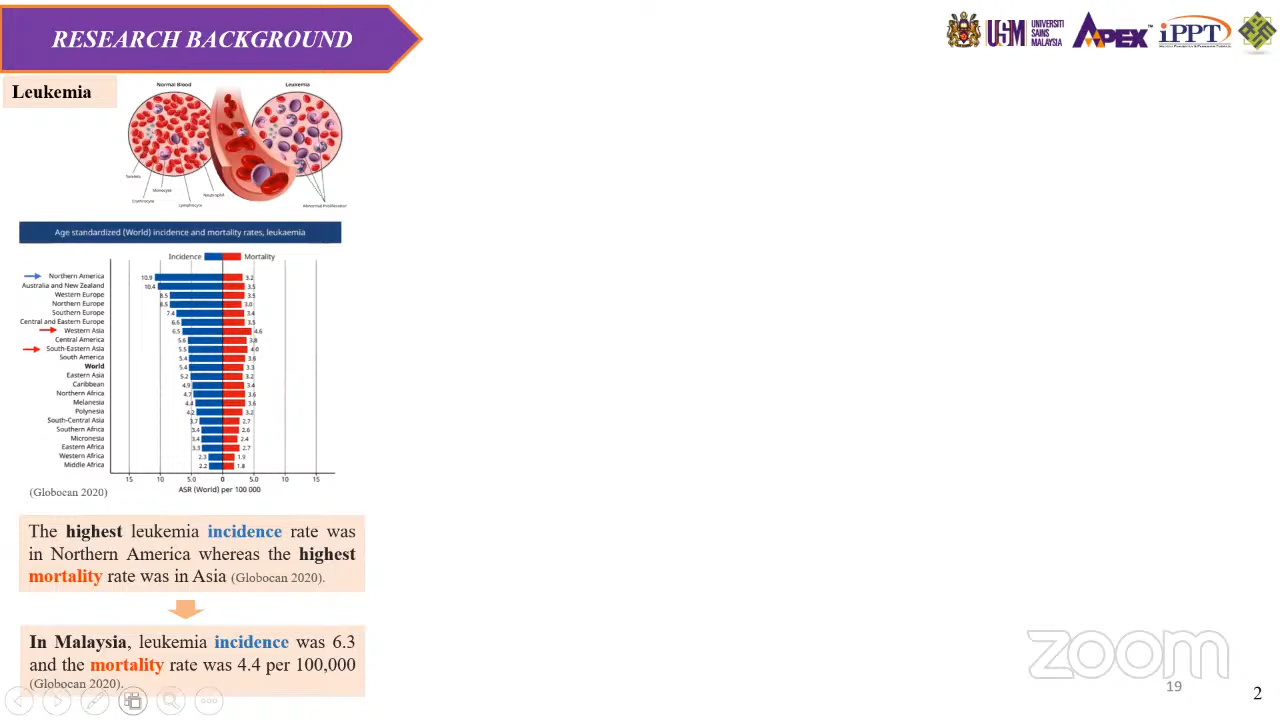 RESEARCH BACKGROUND
USM
UNIVERSITI
SAINS
MALAYSIA
APEX™
iPPT
Leukemia
Normal Blood
Leukemia
Monocyte
Neutrophil
Erythrocyte
Lymphocyte
Abnormal Proliferation
Age standardized (World) incidence and mortality rates, leukaemia
Incidence Mortality
Northern America 10.9 3.2
Australia and New Zealand 10.4 3.5
Western Europe 8.5 3.5
Northern Europe 8.5 3.0
Southern Europe 7.4 3.4
Central and Eastern Europe 6.6 3.5
Western Asia 6.5 4.6
Central America 5.6 3.8
South-Eastern Asia 5.5 4.0
South America 5.4 3.6
World 5.4 3.3
Eastern Asia 5.2 3.2
Caribbean 4.9 3.4
Northern Africa 4.7 3.6
Melanesia 4.4 3.6
Polynesia 4.2 3.2
South-Central Asia 3.7 2.7
Southern Africa 3.4 2.6
Micronesia 3.4 2.4
Eastern Africa 3.3 2.7
Western Africa 2.3 1.9
Middle Africa 2.2 1.8
15 10 5.0 0 5.0 10 15
ASR (World) per 100 000
(Globocan 2020)
The highest leukemia incidence rate was
in Northern America whereas the highest
mortality rate was in Asia (Globocan 2020).
In Malaysia, leukemia incidence was 6.3
and the mortality rate was 4.4 per 100,000
(Globocan 2020).
zoom
19
2